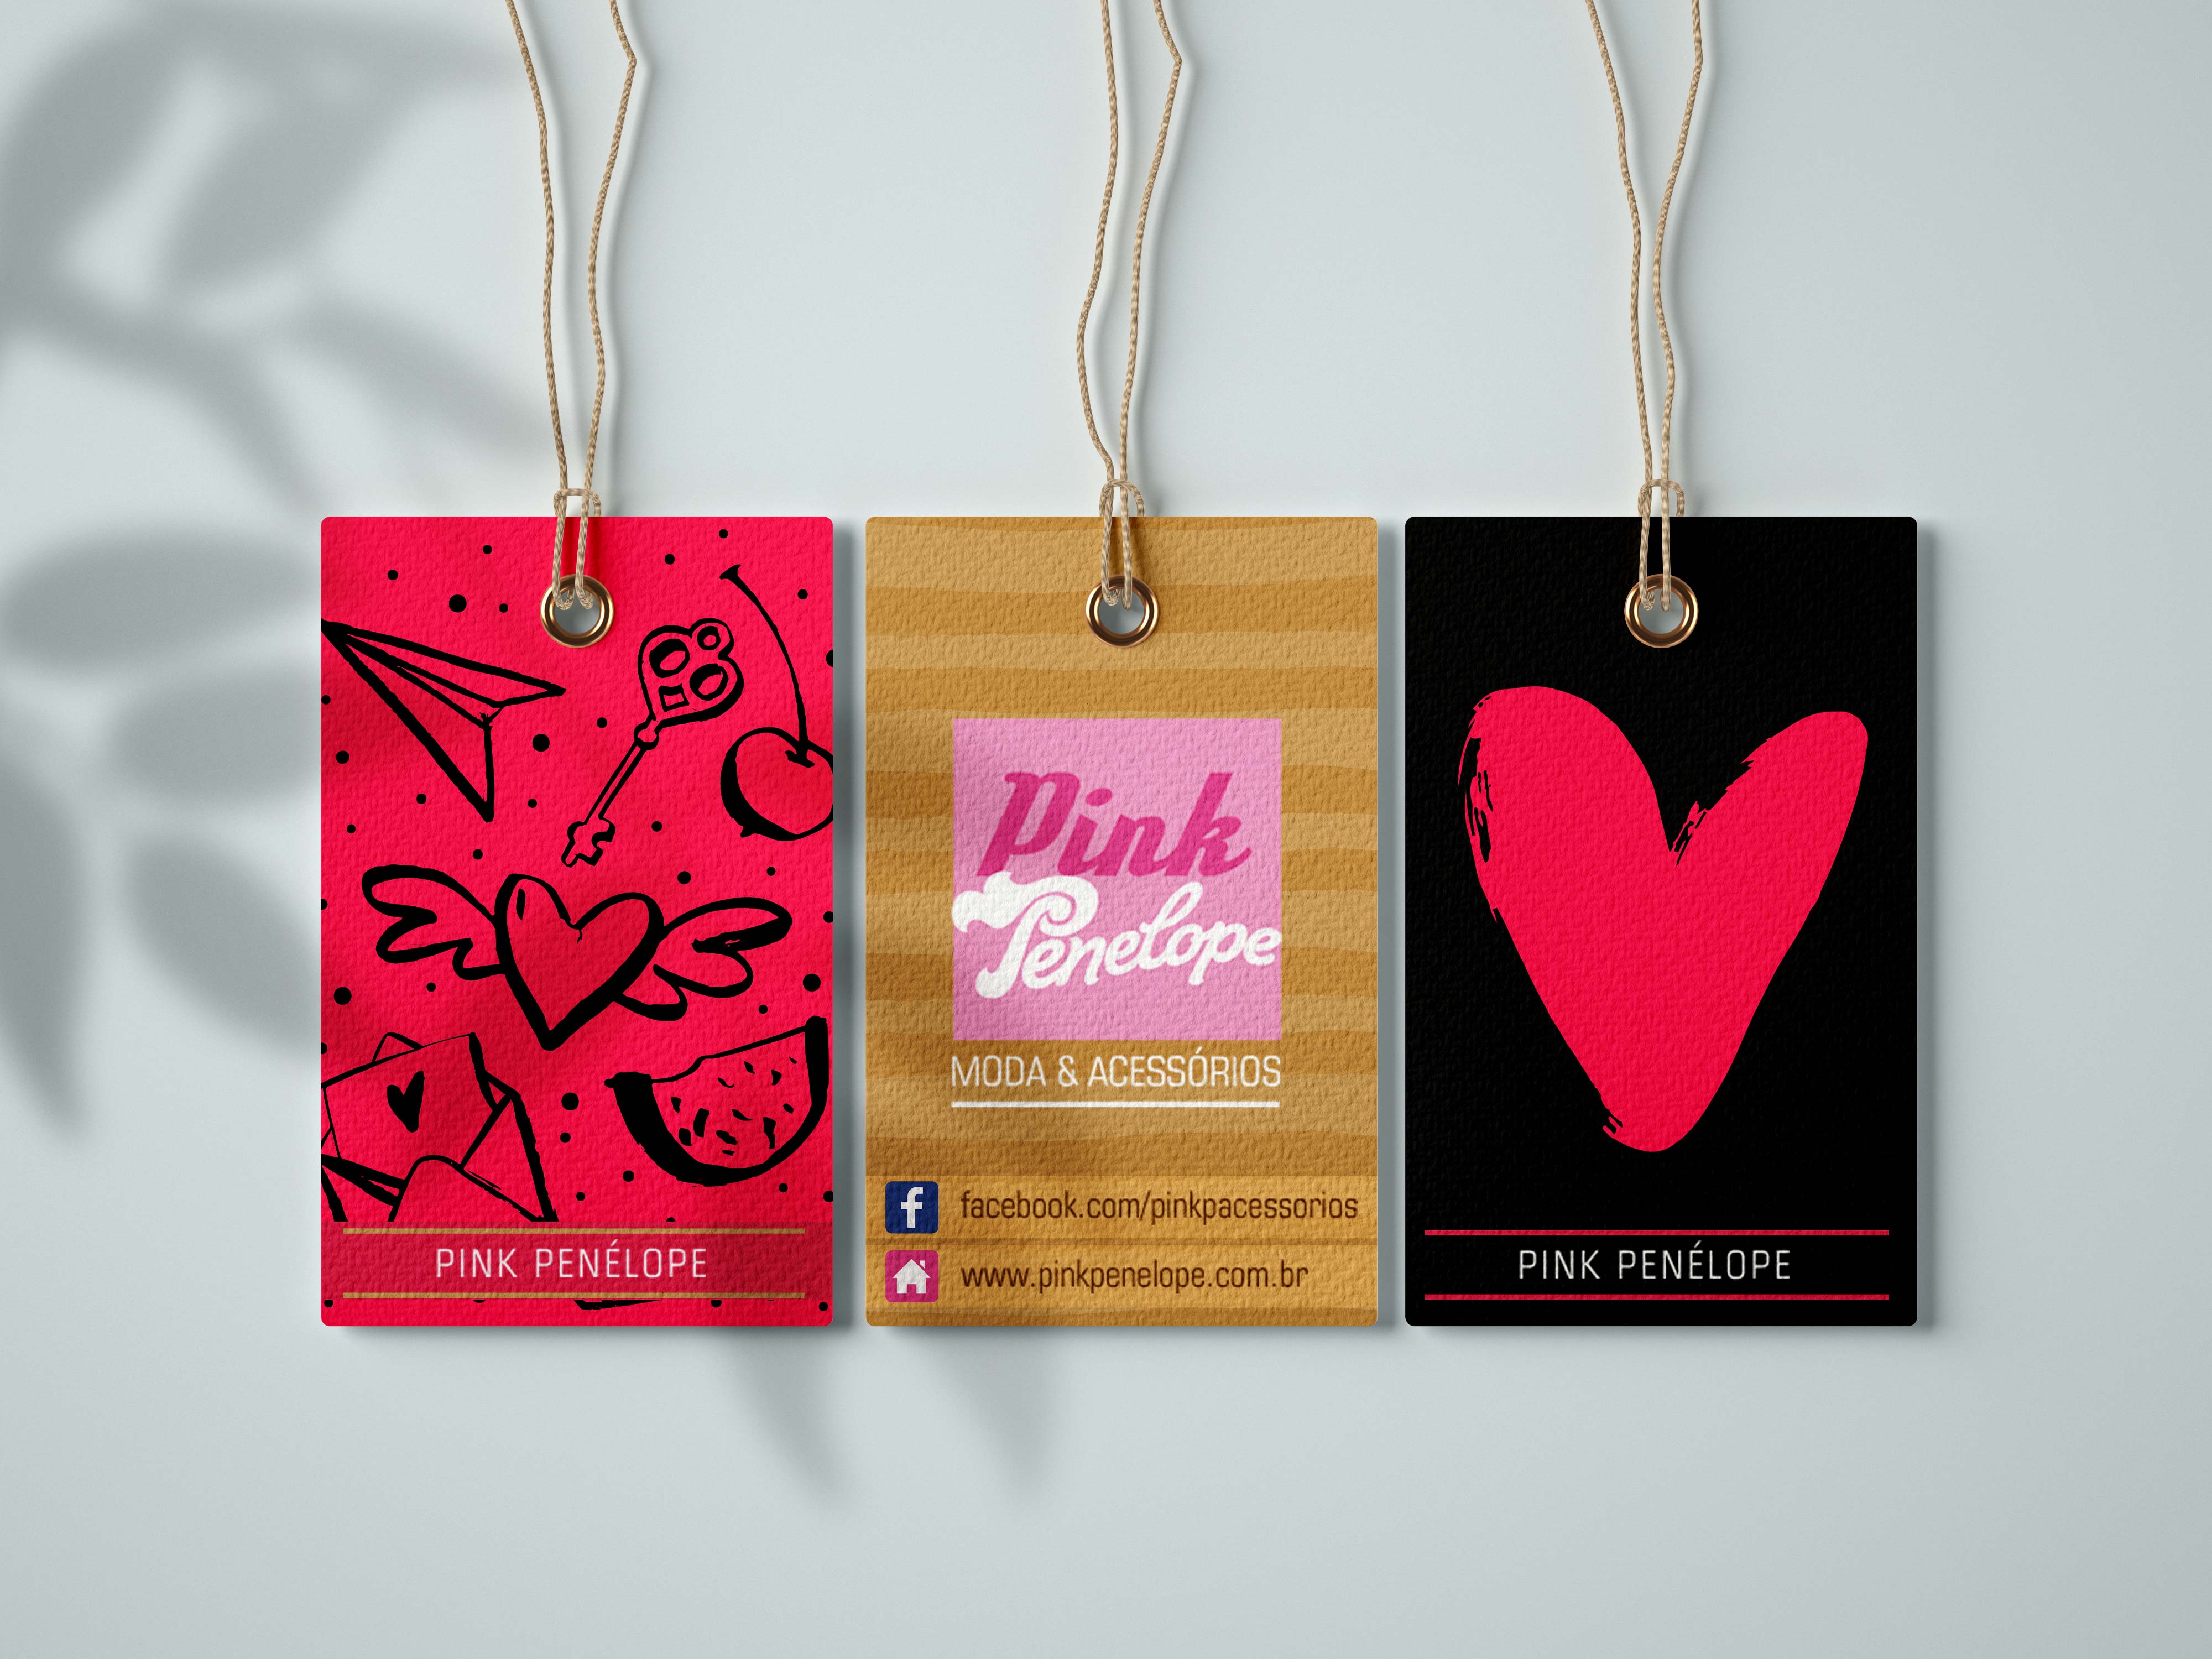 PINK PENÉLOPE
Pink
Penelope
MODA & ACESSÓRIOS
f facebook.com/pinkpacessorios
www.pinkpenelope.com.br
PINK PENÉLOPE